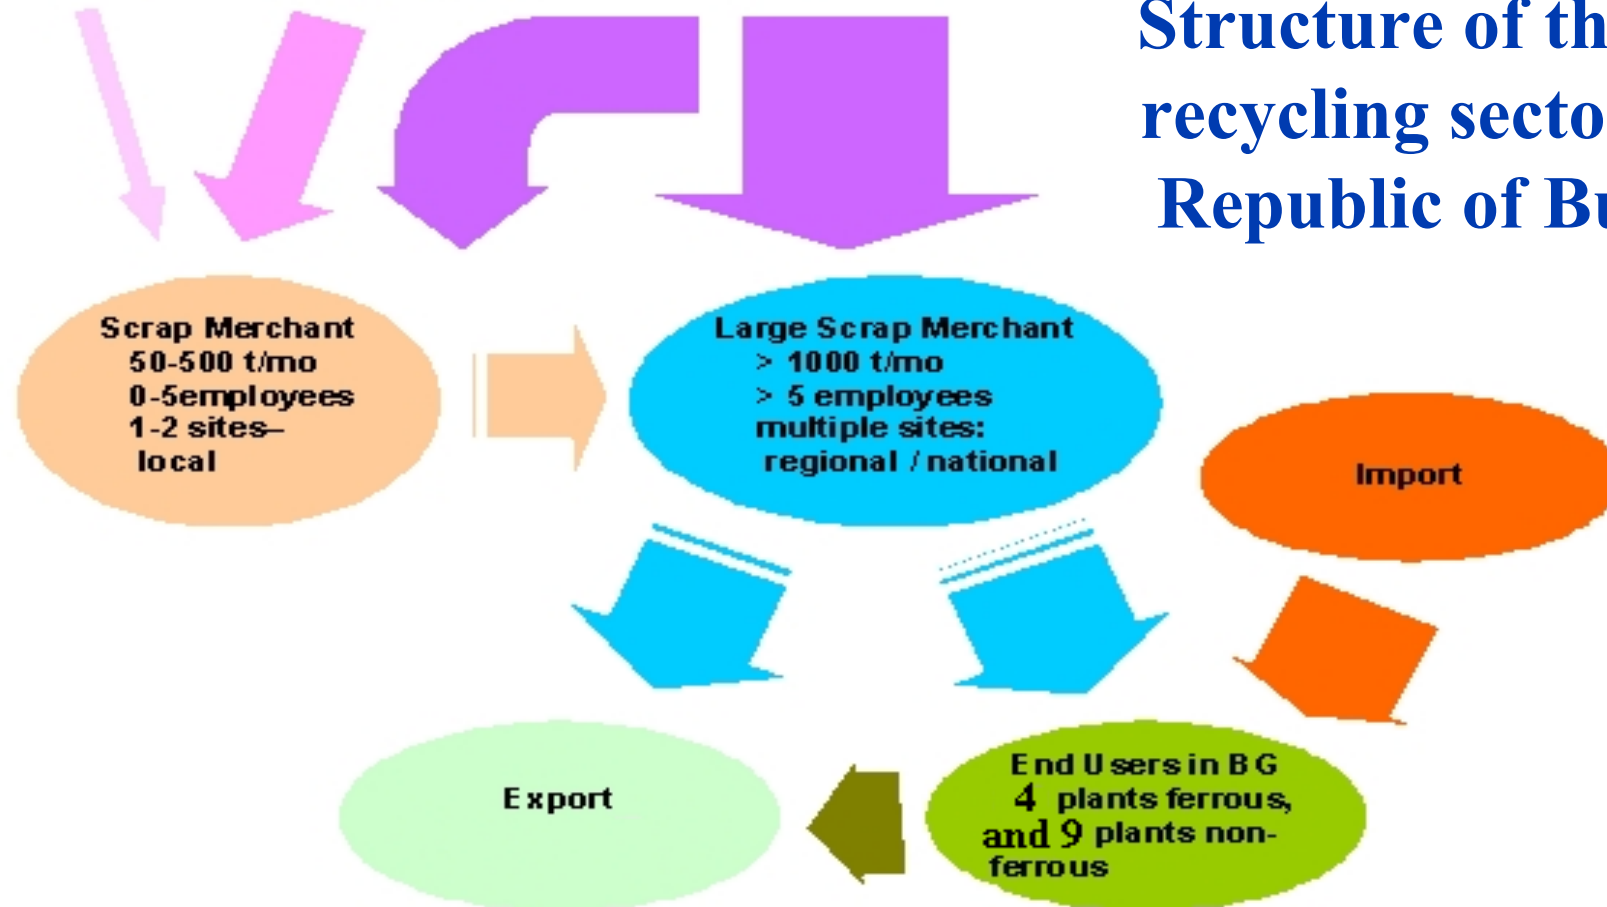 Structure of th
recycling secto
Republic of Bu
Scrap Merchant
50-500 t/mo
0-5employees
1-2 sites–
local
Large Scrap Merchant
> 1000 t/mo
> 5 employees
multiple sites:
regional / national
Import
Export
End Users in BG
4 plants ferrous,
and 9 plants non-
ferrous